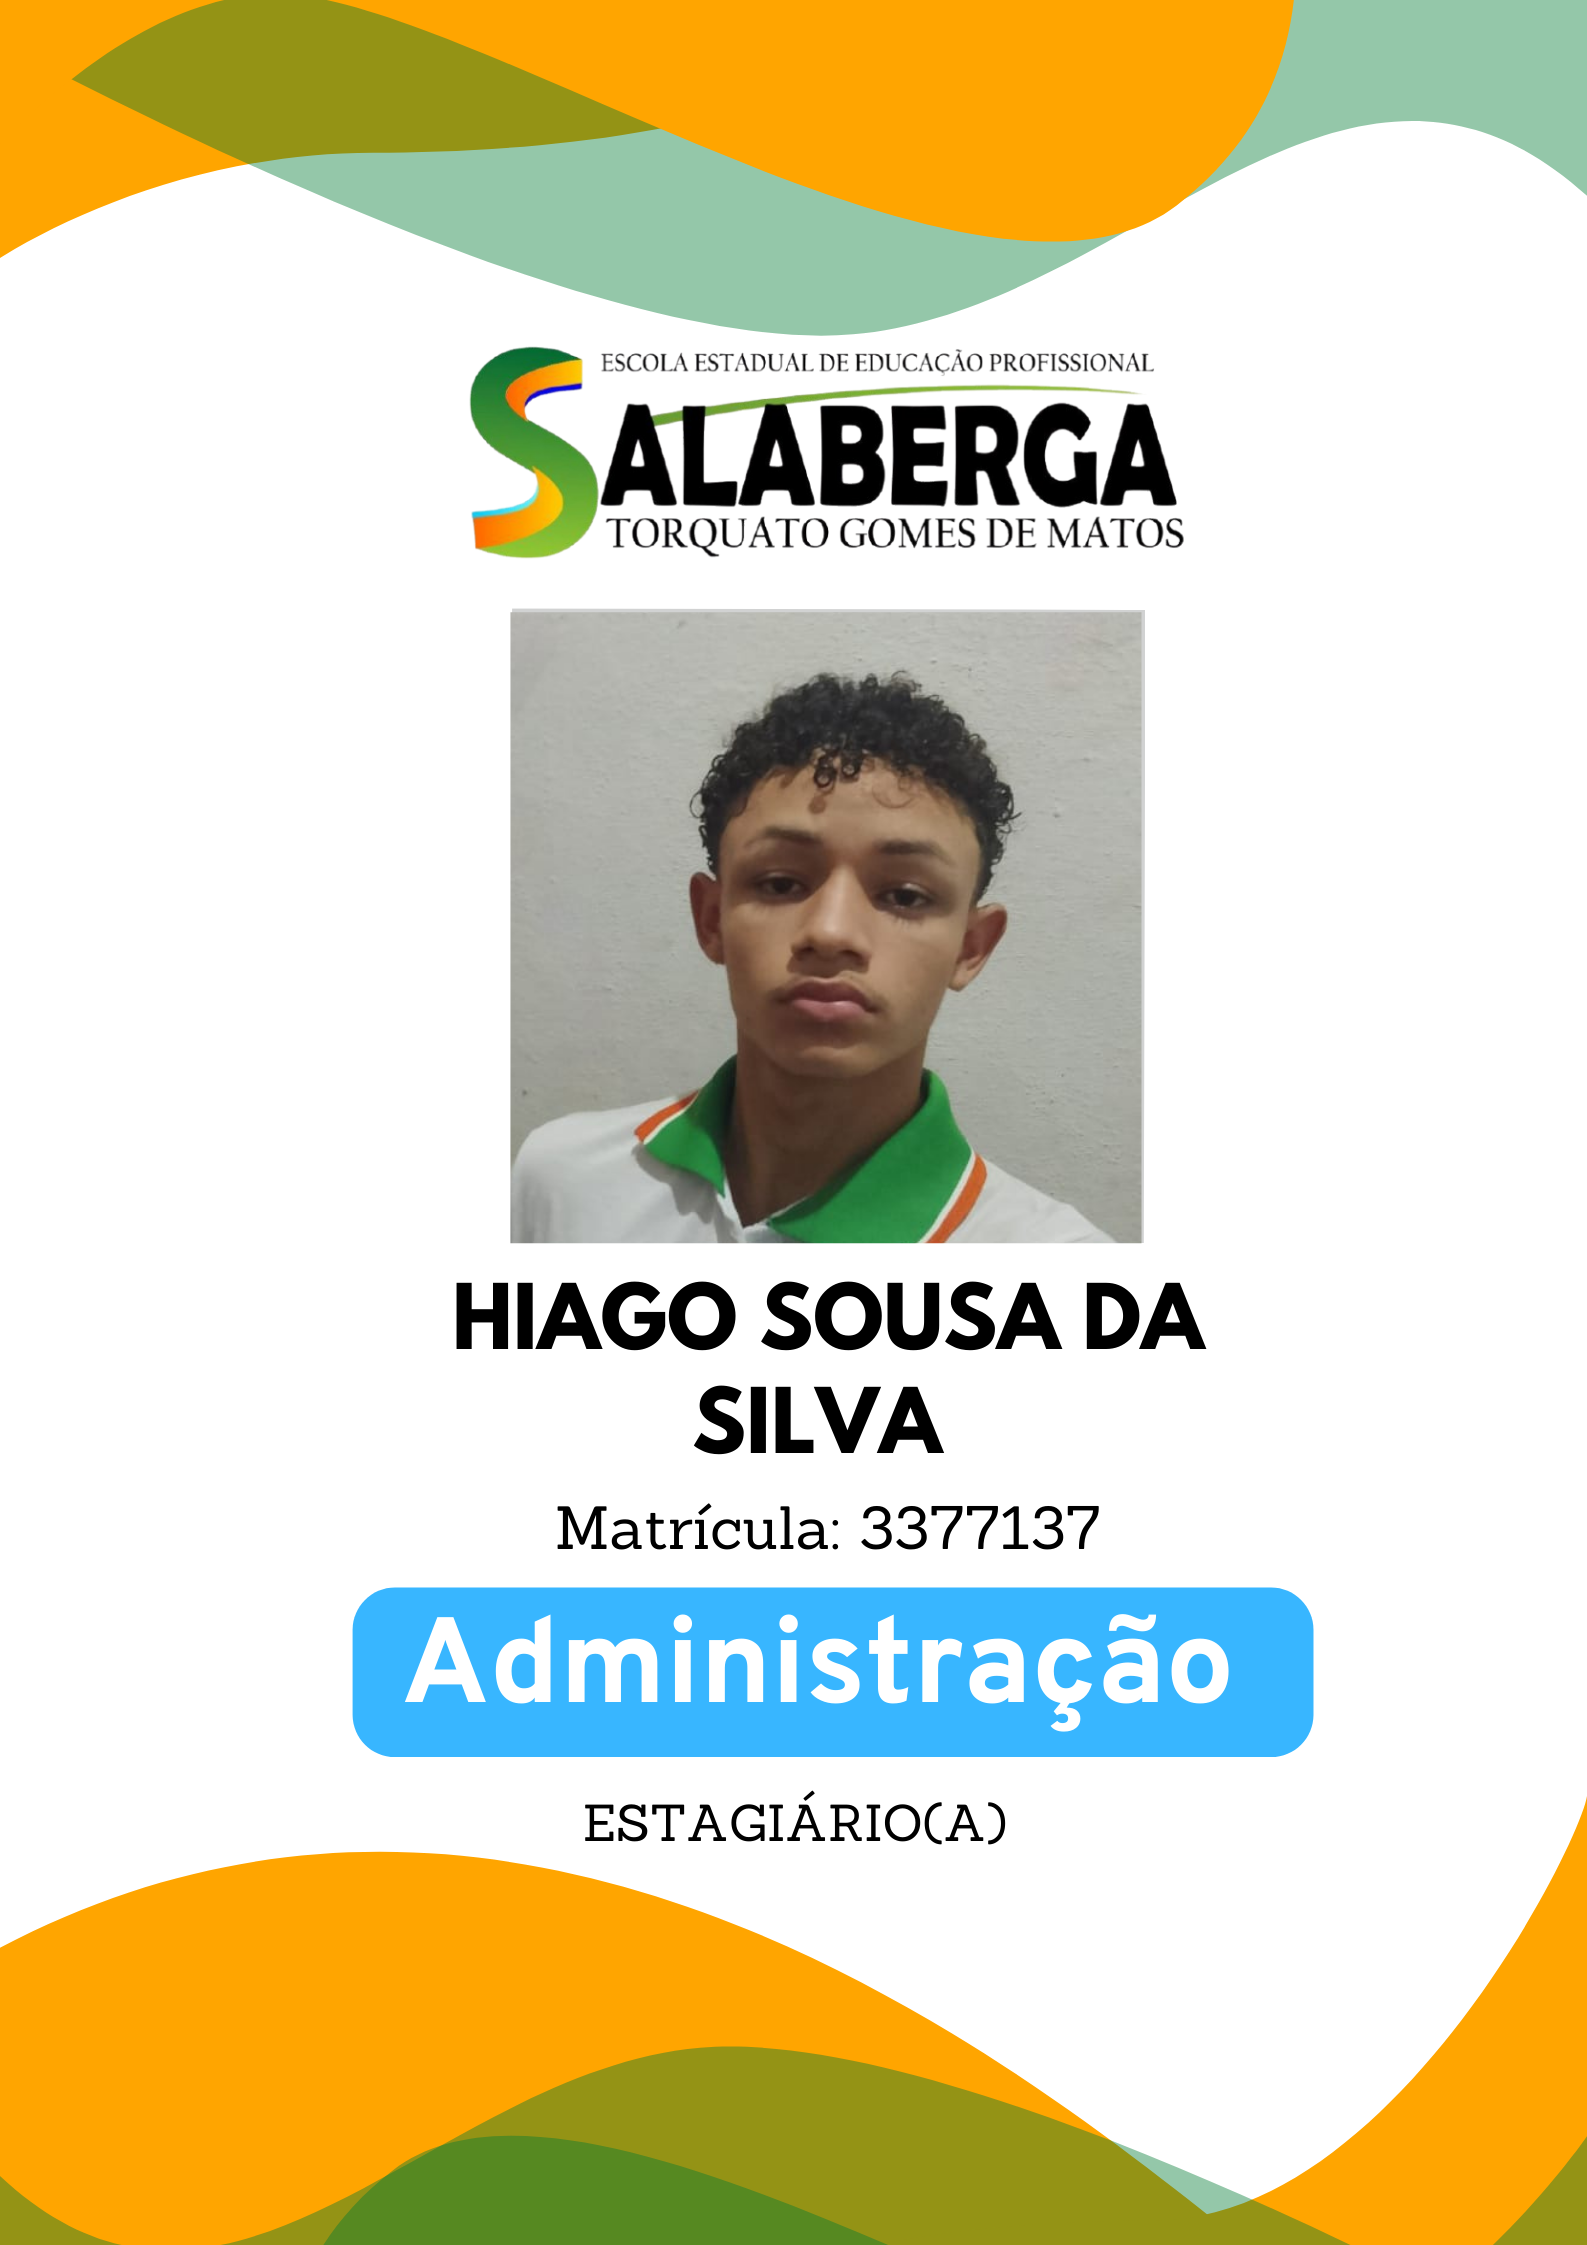 ESCOLA ESTADUAL DE EDUCAÇÃO PROFISSIONAL
SALABERGA
TORQUATO GOMES DE MATOS
HIAGO SOUSA DA
SILVA
Matrícula: 3377137
Administração
ESTAGIÁRIO(A)